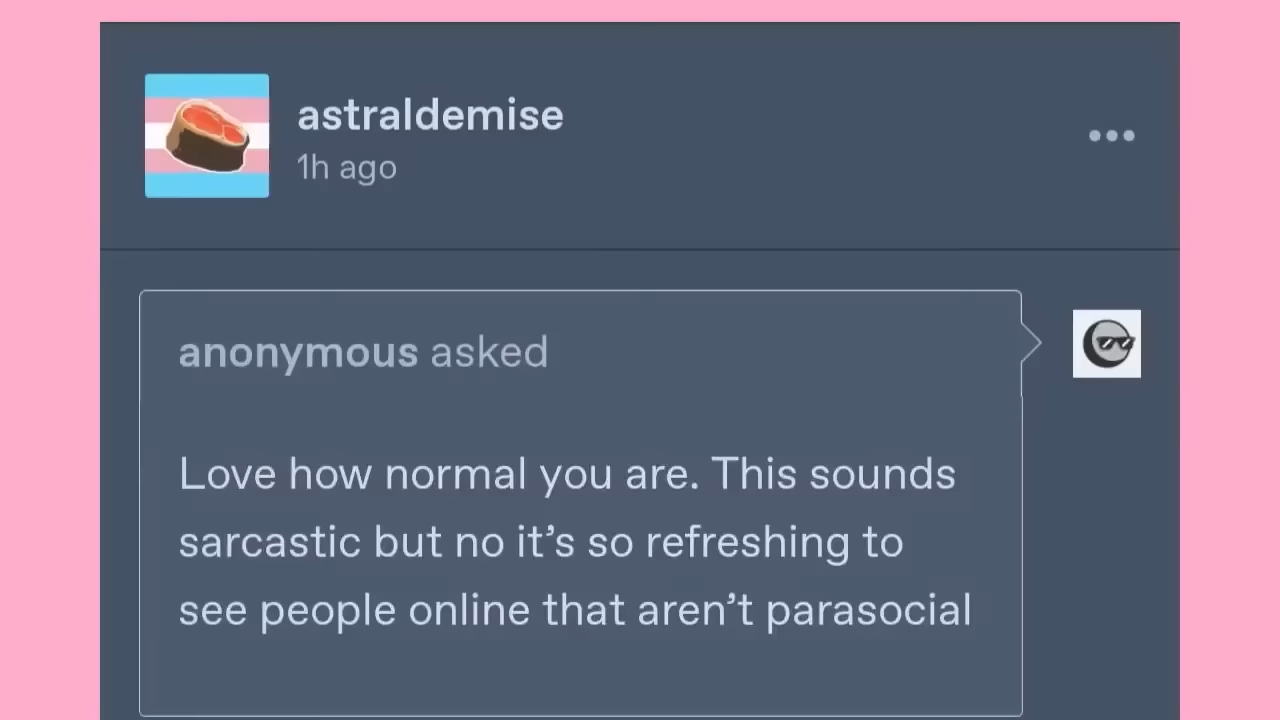 astraldemise
1h ago
anonymous asked
Love how normal you are. This sounds
sarcastic but no it’s so refreshing to
see people online that aren’t parasocial